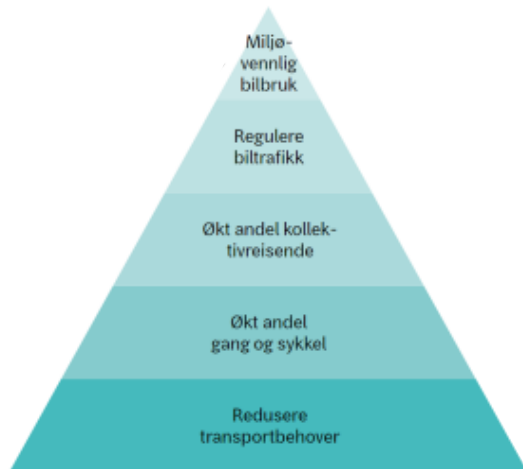 Miljø-
vennlig
bilbruk
Regulere
biltrafikk
Økt andel kollek-
tivreisende
Økt andel
gang og sykkel
Redusere
transportbehover